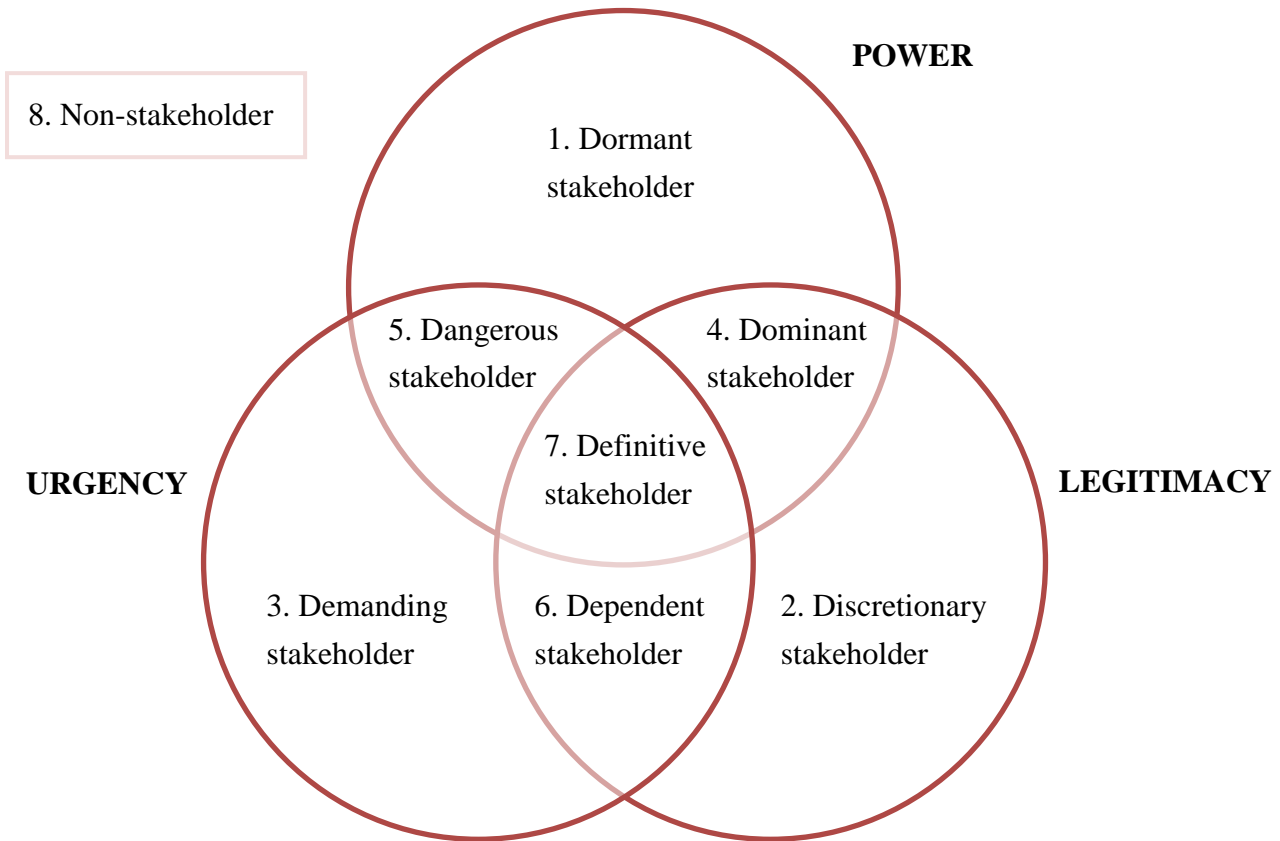 POWER
8. Non-stakeholder
1. Dormant
stakeholder
5. Dangerous
stakeholder
4. Dominant
stakeholder
7. Definitive
stakeholder
URGENCY
LEGITIMACY
3. Demanding
stakeholder
6. Dependent
stakeholder
2. Discretionary
stakeholder